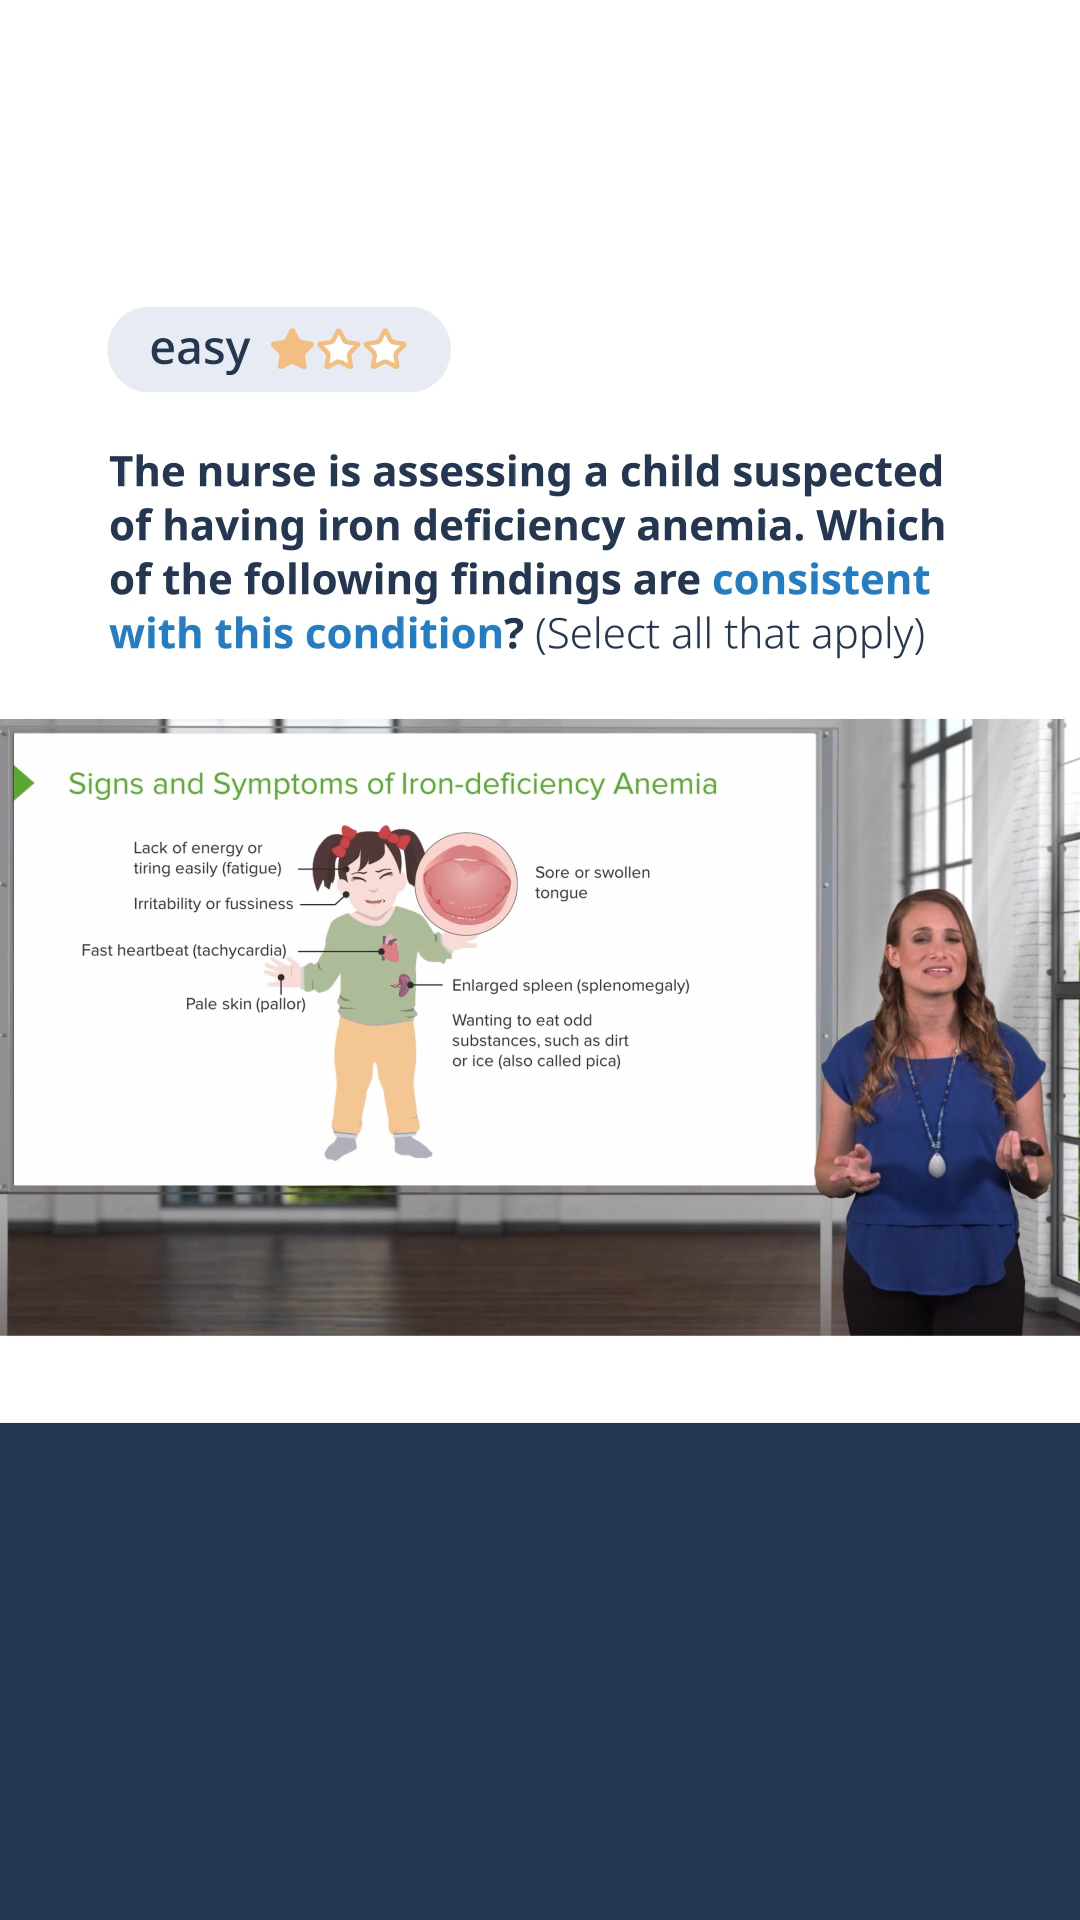 easy
The nurse is assessing a child suspected
of having iron deficiency anemia. Which
of the following findings are consistent
with this condition? (Select all that apply)
Signs and Symptoms of Iron-deficiency Anemia
Lack of energy or
tiring easily (fatigue)
Irritability or fussiness
Fast heartbeat (tachycardia)
Pale skin (pallor)
Sore or swollen
tongue
Enlarged spleen (splenomegaly)
Wanting to eat odd
substances, such as dirt
or ice (also called pica)